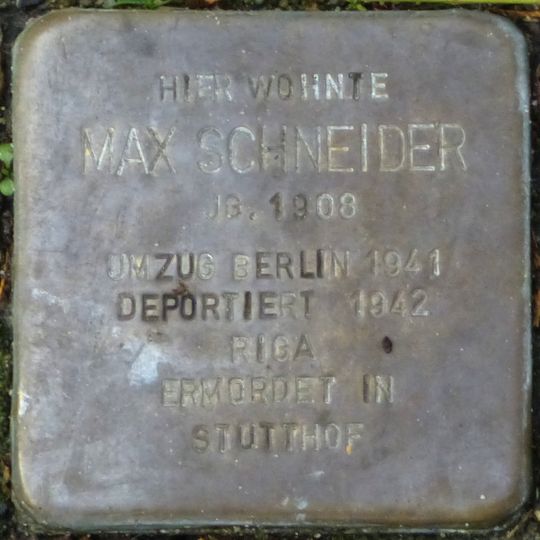 HIER WOHNTE
MAX SCHNEIDER
JG. 1908
UMZUG BERLIN 1941
DEPORTIERT 1942
RIGA
ERMORDET IN
STUTTHOF